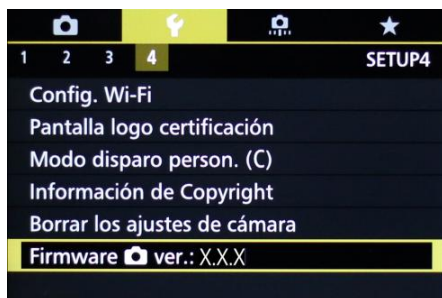 1 2 3 4 SETUP4
Config. Wi-Fi
Pantalla logo certificación
Modo disparo person. (C)
Información de Copyright
Borrar los ajustes de cámara
Firmware ver.: X.X.X